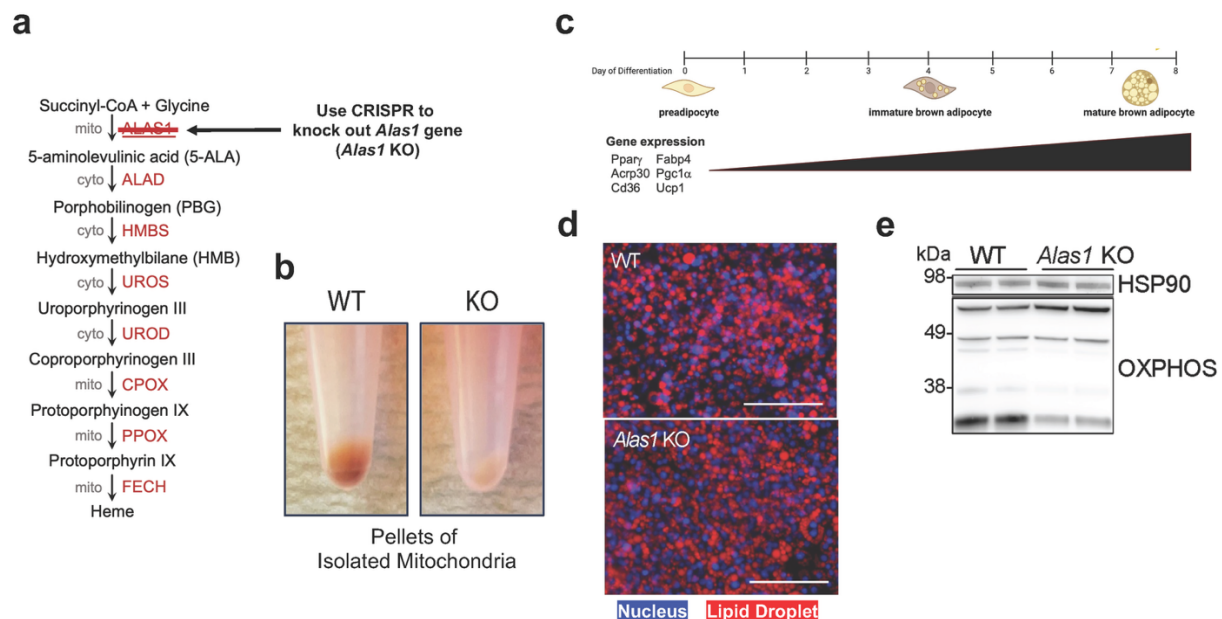 a
Succinyl-CoA + Glycine
mito ALAS1
Use CRISPR to
knock out Alas1 gene
(Alas1 KO)
5-aminolevulinic acid (5-ALA)
cyto ALAD
Porphobilinogen (PBG)
cyto HMBS
Hydroxymethylbilane (HMB)
cyto UROS
Uroporphyrinogen III
cyto UROD
Coproporphyrinogen III
mito CPOX
Protoporphyinogen IX
mito PPOX
Protoporphyrin IX
mito FECH
Heme
b
WT KO
Pellets of
Isolated Mitochondria
c
Day of Differentiation 0 1 2 3 4 5 6 7 8
preadipocyte immature brown adipocyte mature brown adipocyte
Gene expression
Pparγ Fabp4
Acrp30 Pgc1α
Cd36 Ucp1
d
WT
Alas1 KO
Nucleus Lipid Droplet
e
kDa WT Alas1 KO
98 HSP90
49
OXPHOS
38